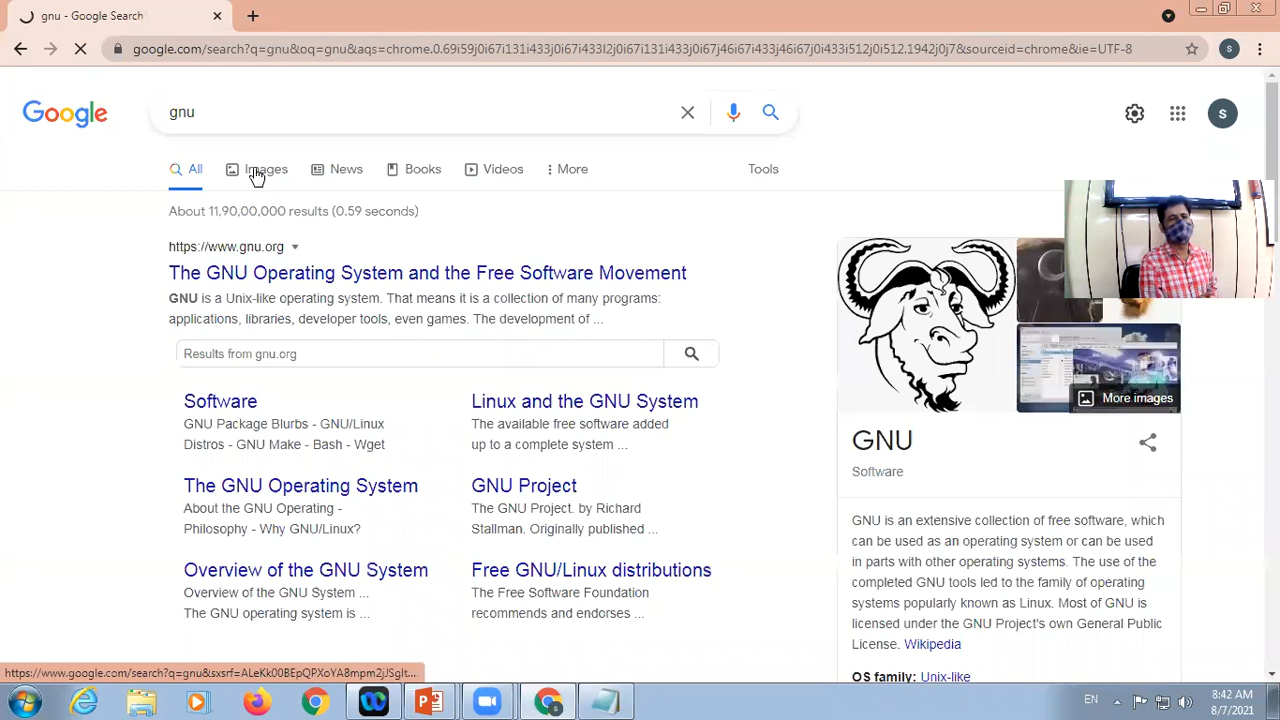 gnu - Google Search
google.com/search?q=gnu&oq=gnu&aqs=chrome.0.69i59j0i67i131i433j0i67i433l2j0i67i131i433j0i67j46i67i433j46i67j0i433i512j0i512.1942j0j7&sourceid=chrome&ie=UTF-8
s
Google
gnu
S
All
Images
News
Books
Videos
More
Tools
About 11,90,00,000 results (0.59 seconds)
https://www.gnu.org
The GNU Operating System and the Free Software Movement
GNU is a Unix-like operating system. That means it is a collection of many programs:
applications, libraries, developer tools, even games. The development of ...
Results from gnu.org
Software
GNU Package Blurbs - GNU/Linux
Distros - GNU Make - Bash - Wget
Linux and the GNU System
The available free software added
up to a complete system ...
The GNU Operating System
About the GNU Operating -
Philosophy - Why GNU/Linux?
GNU Project
The GNU Project. by Richard
Stallman. Originally published ...
Overview of the GNU System
Overview of the GNU System ...
The GNU operating system is ...
Free GNU/Linux distributions
The Free Software Foundation
recommends and endorses ...
More images
GNU
Software
GNU is an extensive collection of free software, which
can be used as an operating system or can be used
in parts with other operating systems. The use of the
completed GNU tools led to the family of operating
systems popularly known as Linux. Most of GNU is
licensed under the GNU Project's own General Public
License. Wikipedia
OS family: Unix-like
https://www.google.com/search?q=gnu&sxsrf=ALeKk00BEpQPXoYA8mpm2jJSgIt...
EN
8:42 AM
8/7/2021